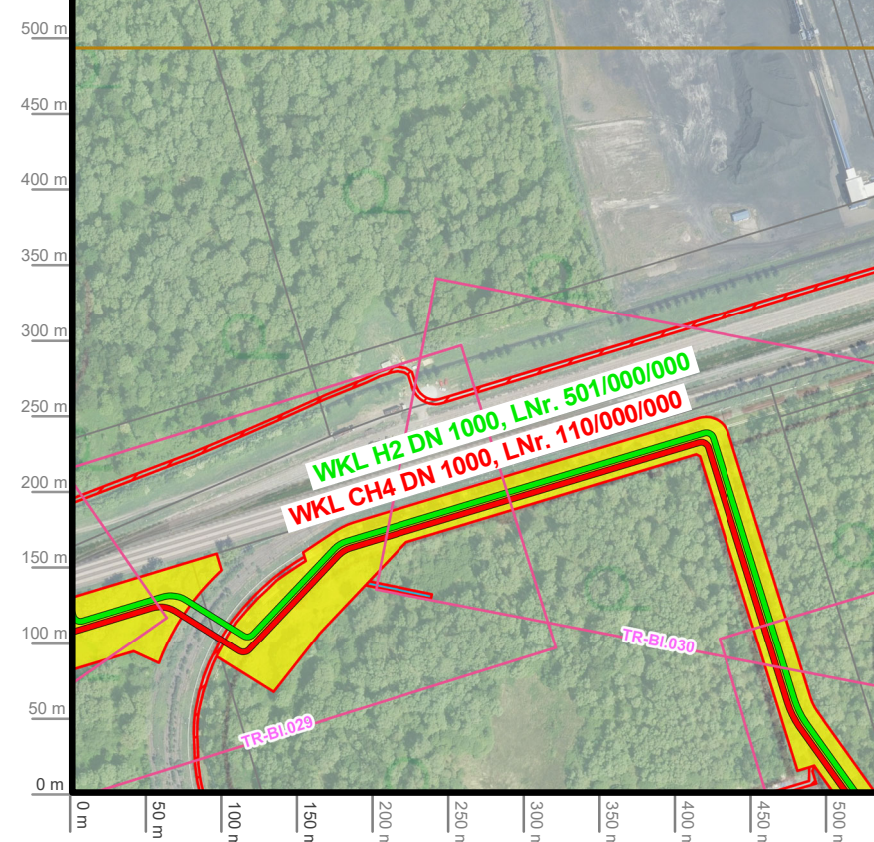 500 m
450 m
400 m
350 m
300 m
250 m
200 m
150 m
100 m
50 m
0 m
WKL H2 DN 1000, LNr. 501/000/000
WKL CH4 DN 1000, LNr. 110/000/000
TR-BI.030
TR-BI.029
0 m
50 m
100 n
150 n
200 n
250 n
300 n
350 n
400 n
450 n
500